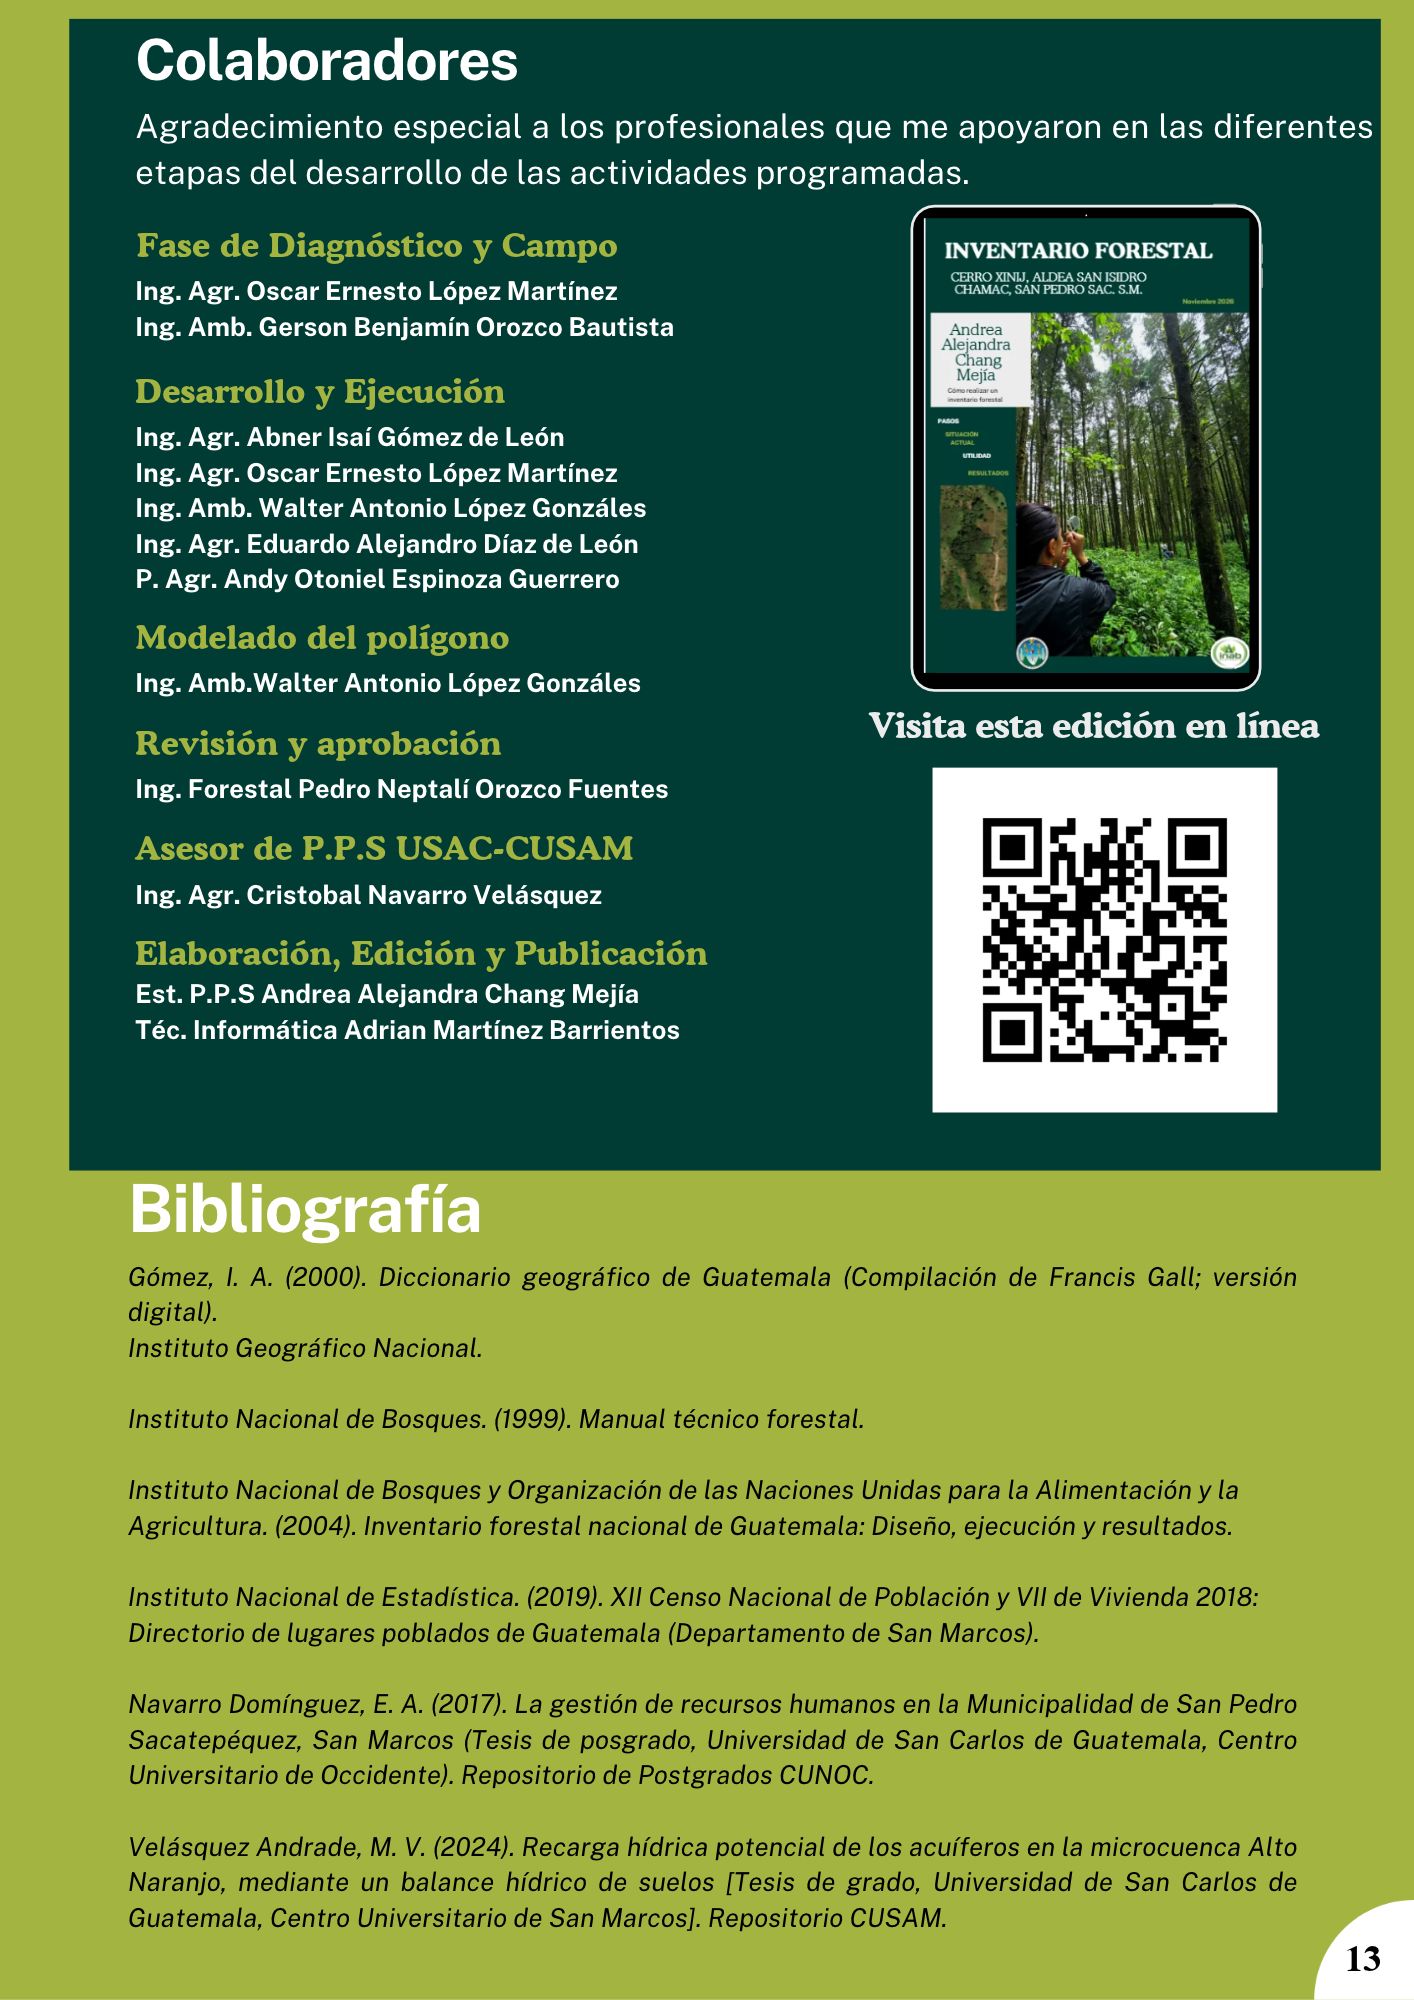 Colaboradores
Agradecimiento especial a los profesionales que me apoyaron en las diferentes
etapas del desarrollo de las actividades programadas.
Fase de Diagnóstico y Campo
Ing. Agr. Oscar Ernesto López Martínez
Ing. Amb. Gerson Benjamín Orozco Bautista
Desarrollo y Ejecución
Ing. Agr. Abner Isaí Gómez de León
Ing. Agr. Oscar Ernesto López Martínez
Ing. Amb. Walter Antonio López Gonzáles
Ing. Agr. Eduardo Alejandro Díaz de León
P. Agr. Andy Otoniel Espinoza Guerrero
Modelado del polígono
Ing. Amb.Walter Antonio López Gonzáles
Revisión y aprobación
Ing. Forestal Pedro Neptalí Orozco Fuentes
Asesor de P.P.S USAC-CUSAM
Ing. Agr. Cristobal Navarro Velásquez
Elaboración, Edición y Publicación
Est. P.P.S Andrea Alejandra Chang Mejía
Téc. Informática Adrian Martínez Barrientos
INVENTARIO FORESTAL
CERRO XINIJ, ALDEA SAN ISIDRO
CHAMAC, SAN PEDRO SAC. S.M.
Noviembre 2026
Andrea
Alejandra
Chang
Mejía
Cómo realizar un
inventario forestal
PASOS
SITUACIÓN
ACTUAL
UTILIDAD
RESULTADOS
inab
Visita esta edición en línea
Bibliografía
Gómez, I. A. (2000). Diccionario geográfico de Guatemala (Compilación de Francis Gall; versión
digital).
Instituto Geográfico Nacional.
Instituto Nacional de Bosques. (1999). Manual técnico forestal.
Instituto Nacional de Bosques y Organización de las Naciones Unidas para la Alimentación y la
Agricultura. (2004). Inventario forestal nacional de Guatemala: Diseño, ejecución y resultados.
Instituto Nacional de Estadística. (2019). XII Censo Nacional de Población y VII de Vivienda 2018:
Directorio de lugares poblados de Guatemala (Departamento de San Marcos).
Navarro Domínguez, E. A. (2017). La gestión de recursos humanos en la Municipalidad de San Pedro
Sacatepéquez, San Marcos (Tesis de posgrado, Universidad de San Carlos de Guatemala, Centro
Universitario de Occidente). Repositorio de Postgrados CUNOC.
Velásquez Andrade, M. V. (2024). Recarga hídrica potencial de los acuíferos en la microcuenca Alto
Naranjo, mediante un balance hídrico de suelos [Tesis de grado, Universidad de San Carlos de
Guatemala, Centro Universitario de San Marcos]. Repositorio CUSAM.
13